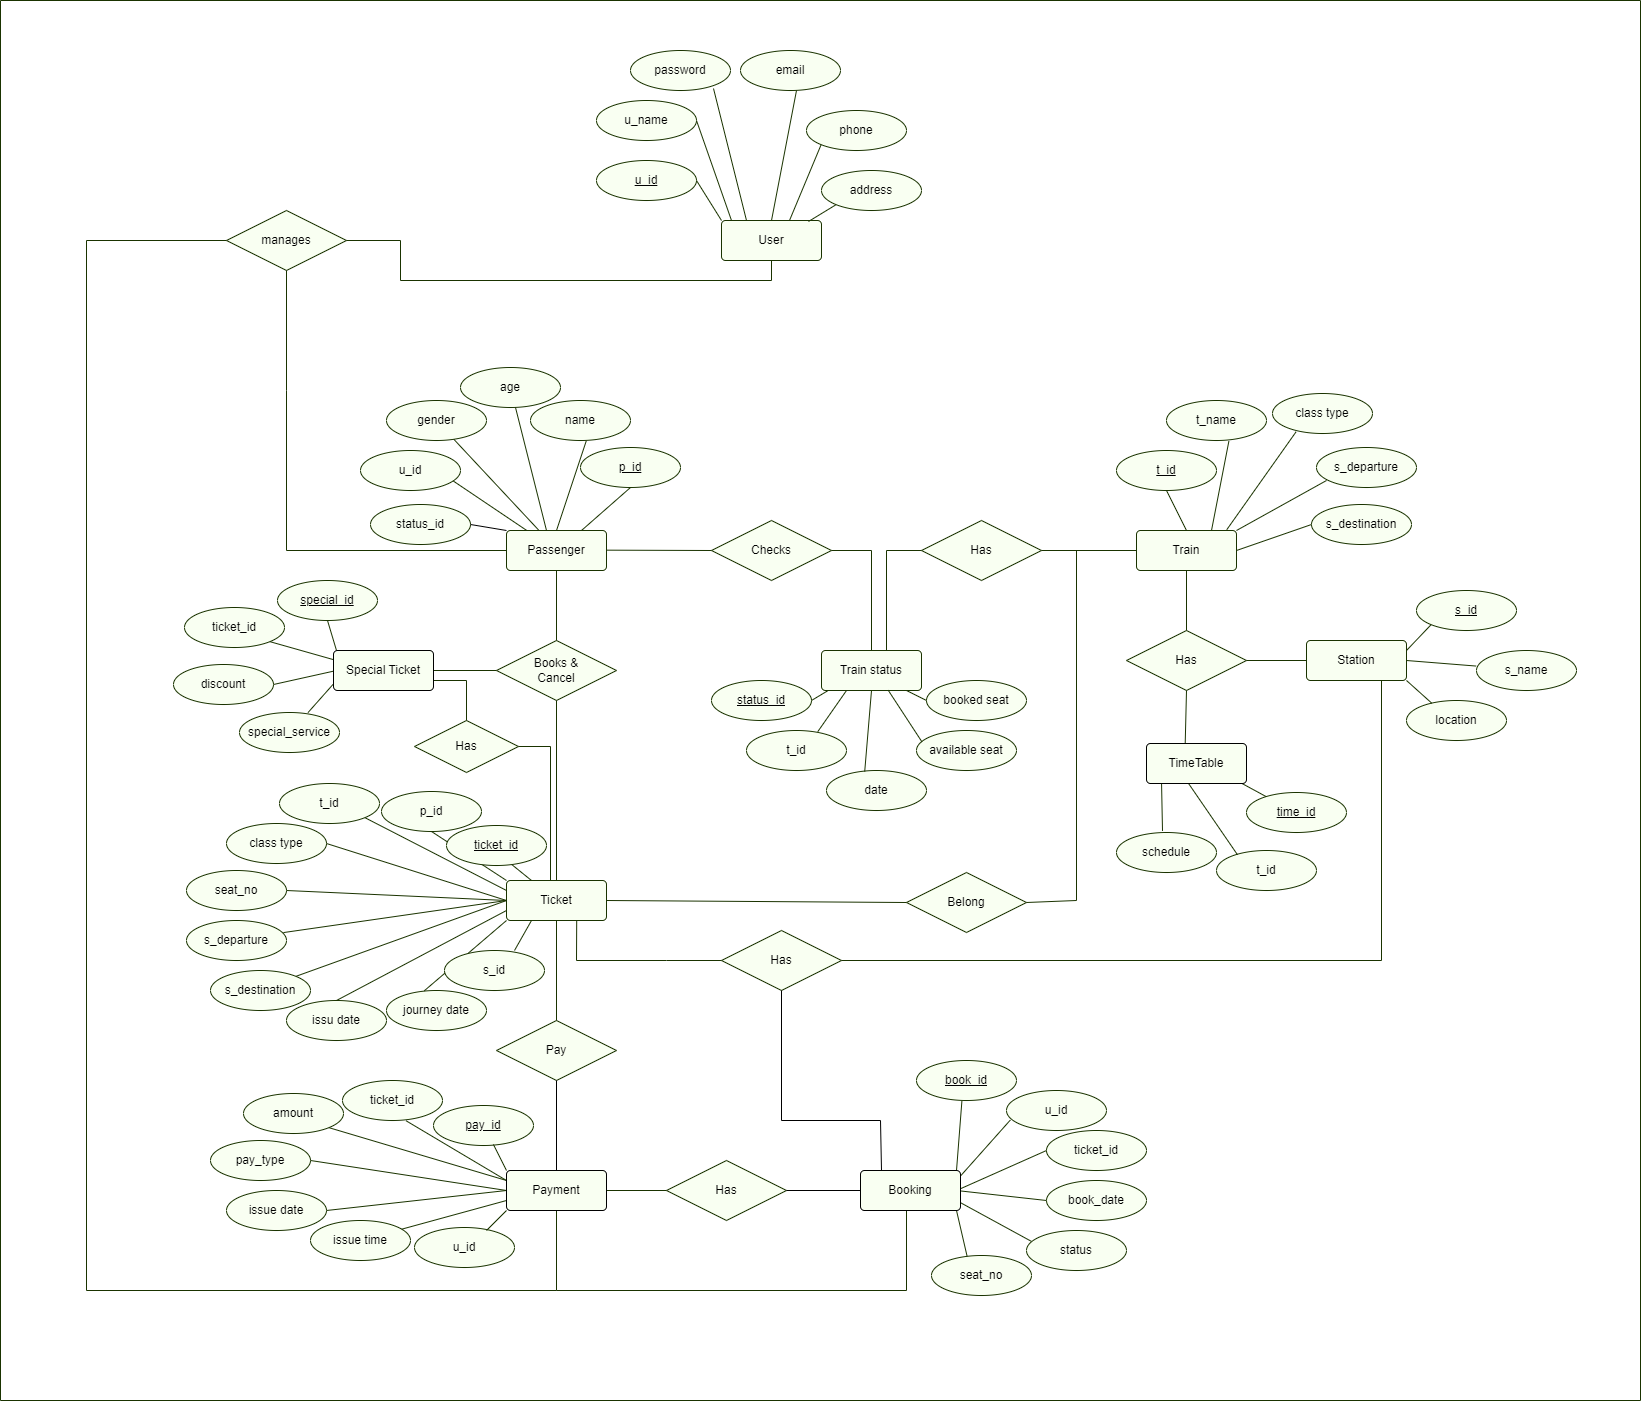 password
email
u_name
phone
u_id
address
User
manages
age
gender
name
u_id
p_id
status_id
Passenger
Checks
Has
t_name
class type
t_id
s_departure
s_destination
Train
special_id
ticket_id
Special Ticket
discount
special_service
Books &
Cancel
Has
Train status
status_id
booked seat
t_id
available seat
date
Has
Station
s_id
s_name
location
TimeTable
time_id
schedule
t_id
t_id
p_id
class type
ticket_id
seat_no
Ticket
Belong
s_departure
s_id
s_destination
journey date
issu date
Has
Pay
ticket_id
amount
pay_id
pay_type
Payment
issue date
issue time
u_id
Has
Booking
book_id
u_id
ticket_id
book_date
status
seat_no